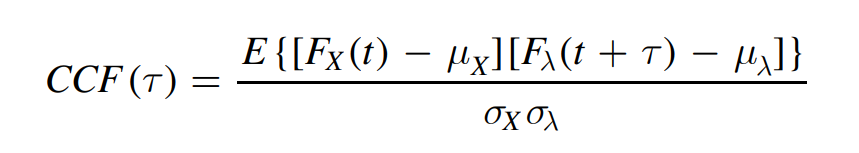 CCF(τ) = E{[F_X(t) − μ_X][F_λ(t + τ) − μ_λ]} / σ_X σ_λ